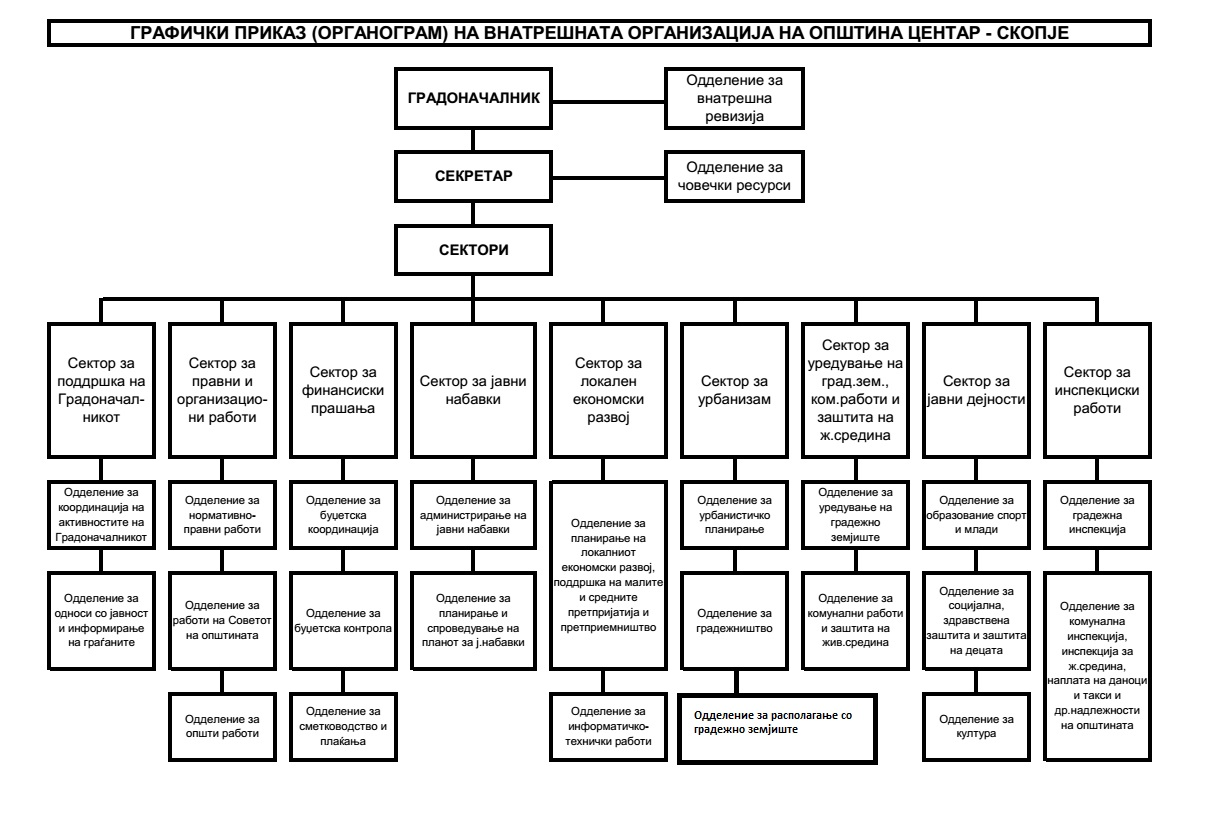 ГРАФИЧКИ ПРИКАЗ (ОРГАНОГРАМ) НА ВНАТРЕШНАТА ОРГАНИЗАЦИЈА НА ОПШТИНА ЦЕНТАР - СКОПЈЕ
ГРАДОНАЧАЛНИК
Одделение за
внатрешна
ревизија
СЕКРЕТАР
Одделение за
човечки ресурси
СЕКТОРИ
Сектор за
поддршка на
Градоначал-
никот
Сектор за
правни и
организацио-
ни работи
Сектор за
финансиски
прашања
Сектор за јавни
набавки
Сектор за
локален
економски
развој
Сектор за
урбанизам
Сектор за
уредување на
град.зем.,
ком.работи и
заштита на
ж.средина
Сектор за
јавни дејности
Сектор за
инспекциски
работи
Одделение за
координација на
активностите на
Градоначалникот
Одделение за
нормативно-
правни работи
Одделение за
буџетска
координација
Одделение за
администрирање на
јавни набавки
Одделение за
планирање на
локалниот
економски развој,
поддршка на малите
и средните
претпријатија и
претприемништво
Одделение за
урбанистичко
планирање
Одделение за
уредување на
градежно
земјиште
Одделение за
образование спорт
и млади
Одделение за
градежна
инспекција
Одделение за
односи со јавност
и информирање
на граѓаните
Одделение за
работи на Советот
на општината
Одделение за
буџетска контрола
Одделение за
планирање и
спроведување на
планот за ј.набавки
Одделение за
градежништво
Одделение за
комунални работи
и заштита на
жив.средина
Одделение за
социјална,
здравствена
заштита и заштита
на децата
Одделение за
комунална
инспекција,
инспекција за
ж.средина,
наплата на даноци
и такси и
др.надлежности
на општината
Одделение за
општи работи
Одделение за
сметководство и
плаќања
Одделение за
информатичко-
технички работи
Одделение за располагање со
градежно земјиште
Одделение за
култура